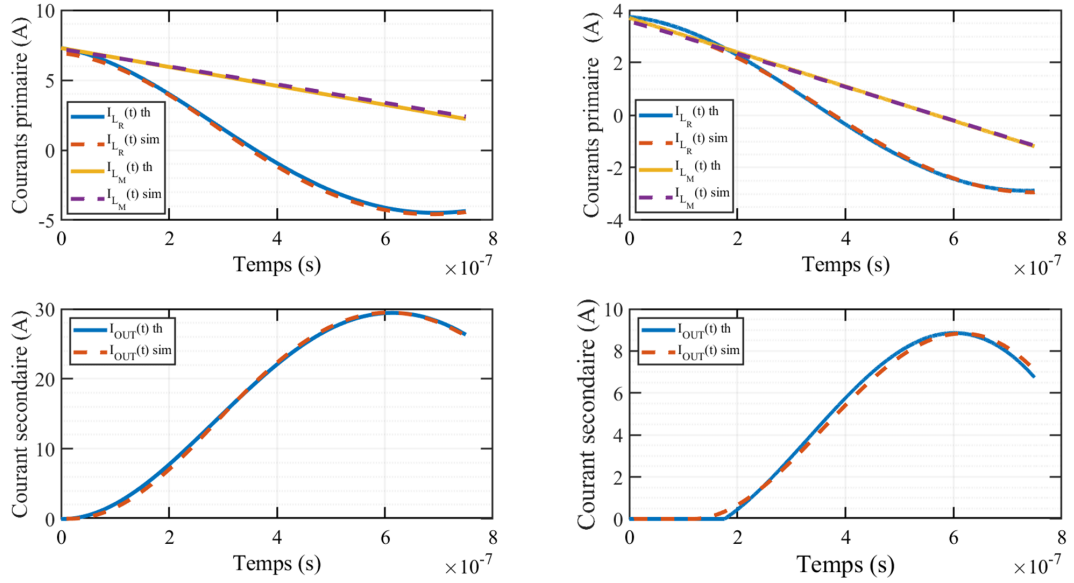 Courants primaire (A)
10
5
0
-5
I_{L_R}(t) th
I_{L_R}(t) sim
I_{L_M}(t) th
I_{L_M}(t) sim
0 2 4 6 8
Temps (s)
×10^{-7}
Courants primaire (A)
4
2
0
-2
-4
I_{L_R}(t) th
I_{L_R}(t) sim
I_{L_M}(t) th
I_{L_M}(t) sim
0 2 4 6 8
Temps (s)
×10^{-7}
Courant secondaire (A)
30
20
10
0
I_{OUT}(t) th
I_{OUT}(t) sim
0 2 4 6 8
Temps (s)
×10^{-7}
Courant secondaire (A)
10
8
6
4
2
0
I_{OUT}(t) th
I_{OUT}(t) sim
0 2 4 6 8
Temps (s)
×10^{-7}